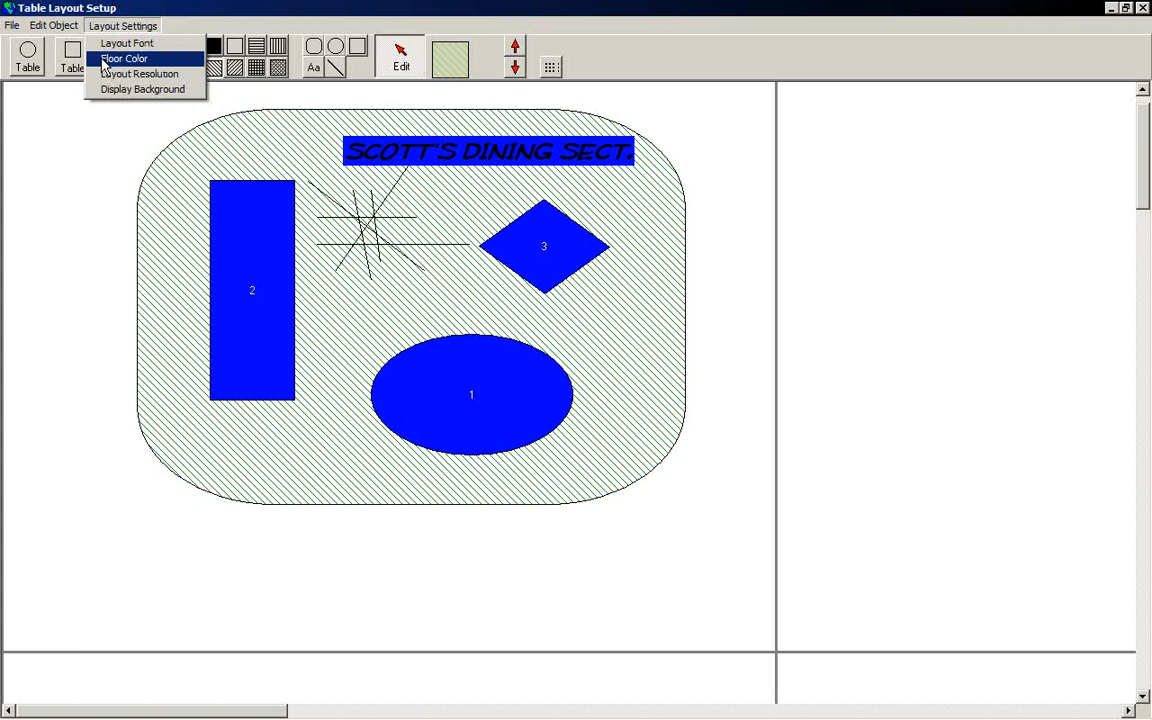 Table Layout Setup
File Edit Object Layout Settings
Layout Font
Floor Color
Layout Resolution
Display Background
Table Table Aa Edit
SCOTT'S DINING SECT.
2
3
1